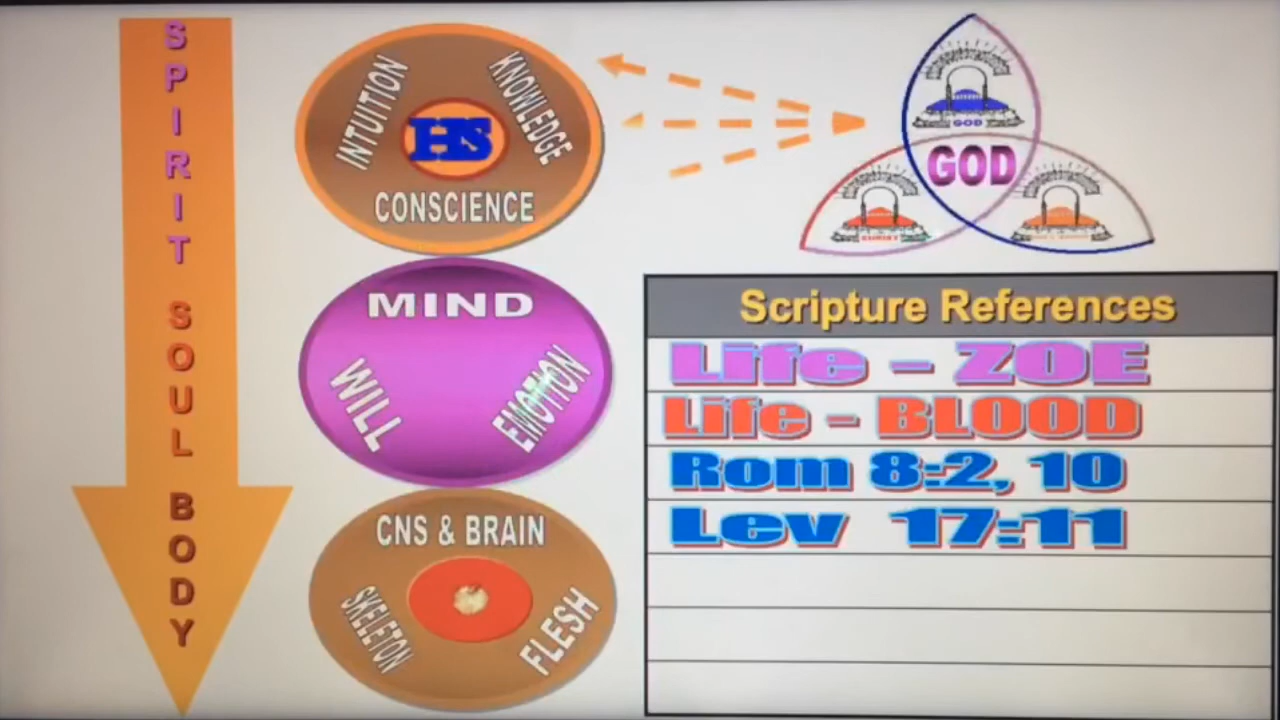 SPIRIT SOUL BODY
INTUITION
KNOWLEDGE
HS
CONSCIENCE
MIND
WILL
EMOTION
CNS & BRAIN
SKELETON
FLESH
GOD
GOD
Scripture References
Life - ZOE
Life - BLOOD
Rom 8:2, 10
Lev 17:11